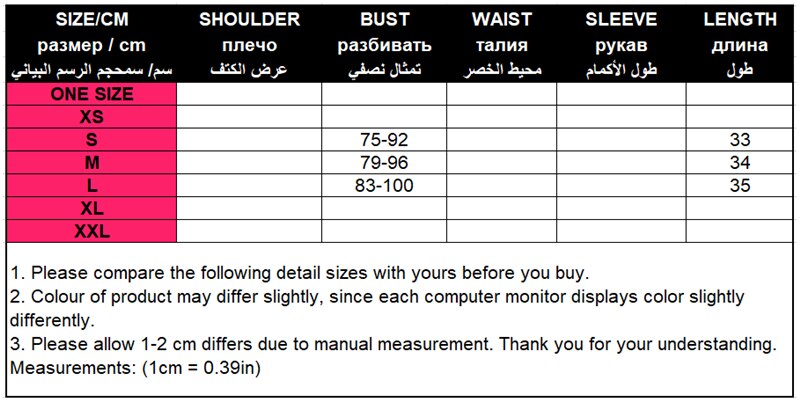 SIZE/CM SHOULDER BUST WAIST SLEEVE LENGTH
размер / cm плечо разбивать талия рукав длина
سم/ سمحجم الرسم البياني عرض الكتف تمثال نصفي محيط الخصر طول الأكمام طول
ONE SIZE
XS
S 75-92 33
M 79-96 34
L 83-100 35
XL
XXL
1. Please compare the following detail sizes with yours before you buy.
2. Colour of product may differ slightly, since each computer monitor displays color slightly
differently.
3. Please allow 1-2 cm differs due to manual measurement. Thank you for your understanding.
Measurements: (1cm = 0.39in)